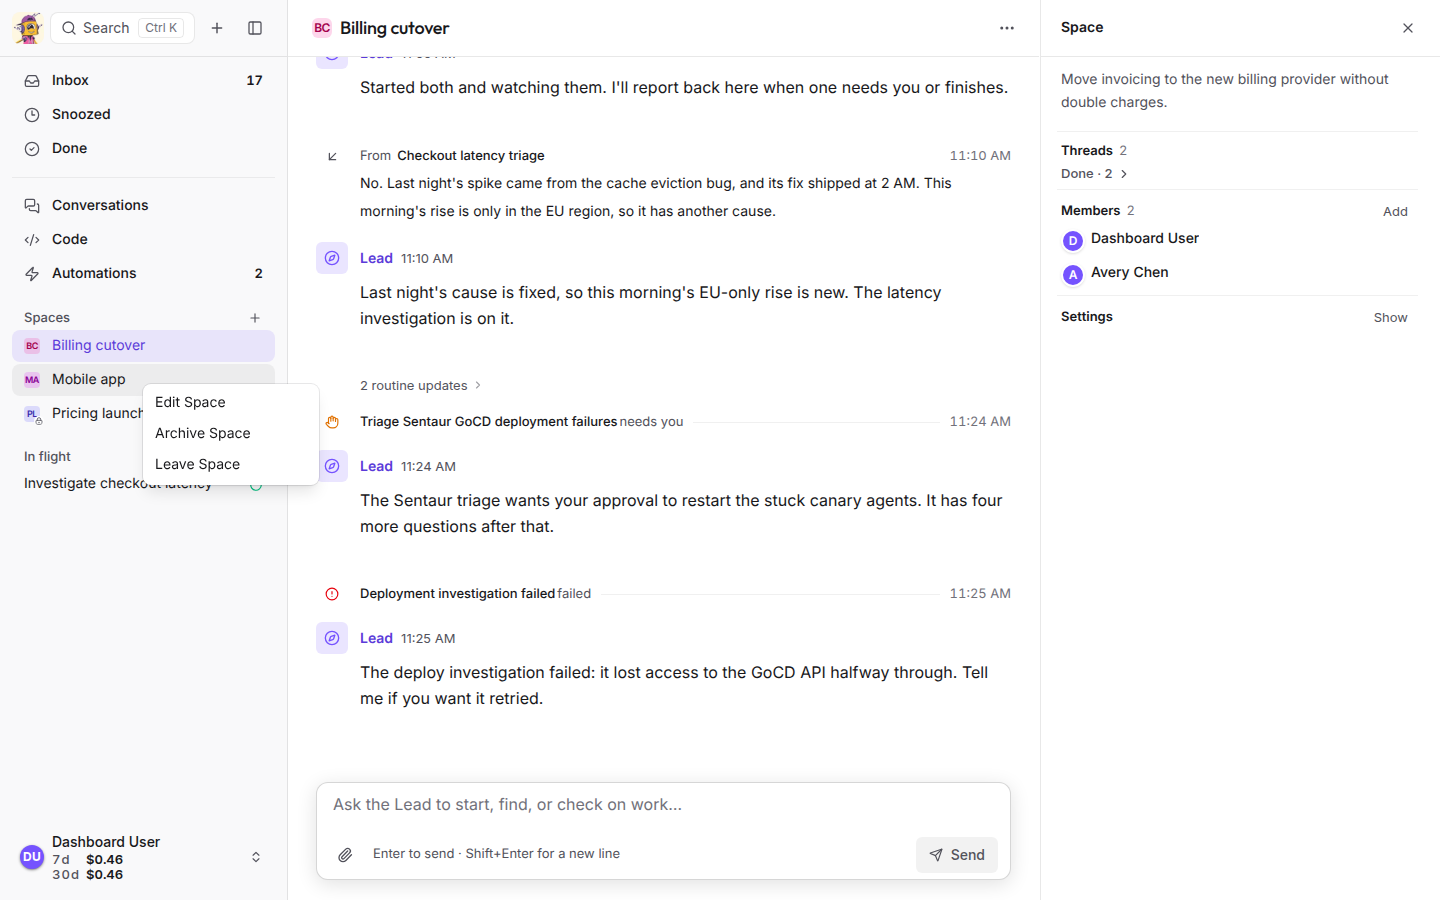 Search
Ctrl K
Inbox
17
Snoozed
Done
Conversations
Code
Automations
2
Spaces
BC
Billing cutover
MA
Mobile app
PL
Pricing launch
Edit Space
Archive Space
Leave Space
In flight
Investigate checkout latency
DU
Dashboard User
7d $0.46
30d $0.46
BC
Billing cutover
Started both and watching them. I'll report back here when one needs you or finishes.
From Checkout latency triage
11:10 AM
No. Last night's spike came from the cache eviction bug, and its fix shipped at 2 AM. This
morning's rise is only in the EU region, so it has another cause.
Lead 11:10 AM
Last night's cause is fixed, so this morning's EU-only rise is new. The latency
investigation is on it.
2 routine updates
Triage Sentaur GoCD deployment failures needs you
11:24 AM
Lead 11:24 AM
The Sentaur triage wants your approval to restart the stuck canary agents. It has four
more questions after that.
Deployment investigation failed failed
11:25 AM
Lead 11:25 AM
The deploy investigation failed: it lost access to the GoCD API halfway through. Tell
me if you want it retried.
Ask the Lead to start, find, or check on work...
Enter to send · Shift+Enter for a new line
Send
Space
Move invoicing to the new billing provider without
double charges.
Threads 2
Done · 2
Members 2
Add
D
Dashboard User
A
Avery Chen
Settings
Show